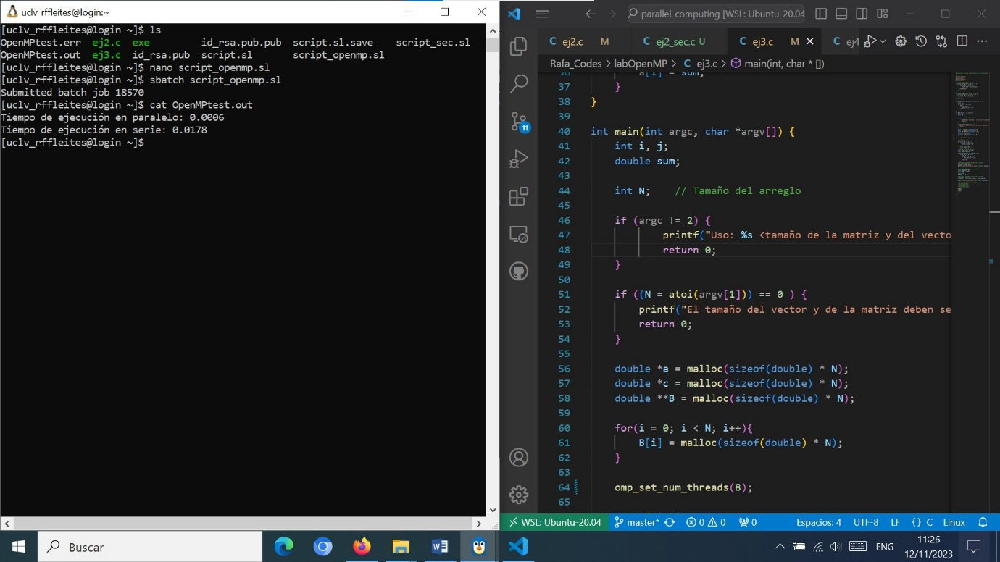 uclv_rffleites@login:~
[uclv_rffleites@login ~]$ ls
OpenMPtest.err ej2.c exe id_rsa.pub.pub script.sl.save script_sec.sl
OpenMPtest.out ej3.c id_rsa.pub script.sl script_openmp.sl
[uclv_rffleites@login ~]$ nano script_openmp.sl
[uclv_rffleites@login ~]$ sbatch script_openmp.sl
Submitted batch job 18570
[uclv_rffleites@login ~]$ cat OpenMPtest.out
Tiempo de ejecución en paralelo: 0.0006
Tiempo de ejecución en serie: 0.0178
[uclv_rffleites@login ~]$
parallel-computing [WSL: Ubuntu-20.04
C ej2.c M C ej2_sec.c U C ej3.c M C ej4
Rafa_Codes > labOpenMP > C ej3.c > main(int, char * [])
36 a[i] = sum;
37 }
38 }
39
40 int main(int argc, char *argv[]) {
41 int i, j;
42 double sum;
43
44 int N; // Tamaño del arreglo
45
46 if (argc != 2) {
47 printf("Uso: %s <tamaño de la matriz y del vecto
48 return 0;
49 }
50
51 if ((N = atoi(argv[1])) == 0 ) {
52 printf("El tamaño del vector y de la matriz deben se
53 return 0;
54 }
55
56 double *a = malloc(sizeof(double) * N);
57 double *c = malloc(sizeof(double) * N);
58 double **B = malloc(sizeof(double) * N);
59
60 for(i = 0; i < N; i++){
61 B[i] = malloc(sizeof(double) * N);
62 }
63
64 omp_set_num_threads(8);
65
11
WSL: Ubuntu-20.04 master* 0 0 0 Espacios: 4 UTF-8 LF {} C Linux
Buscar
ENG
11:26
12/11/2023